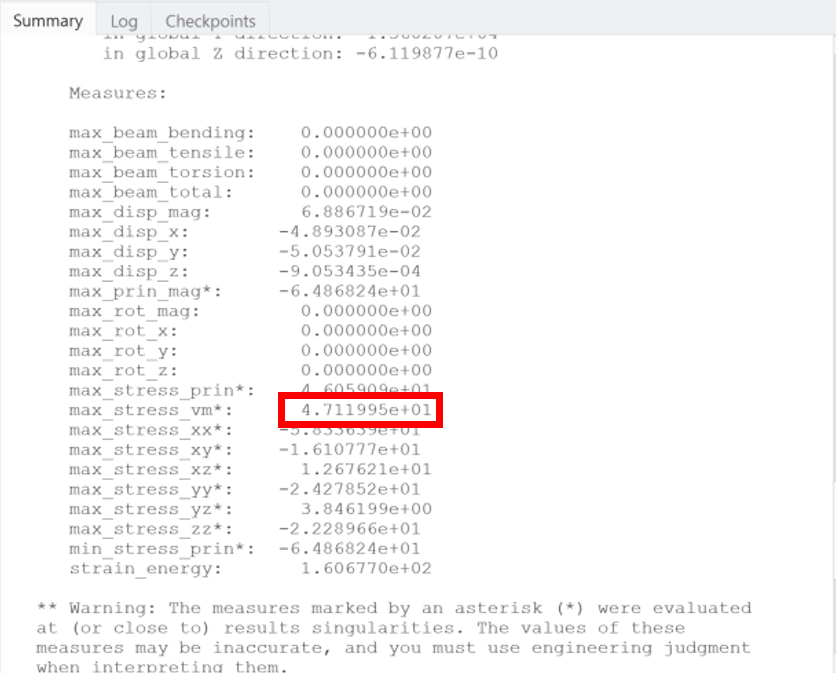 Summary Log Checkpoints
in global Y direction:
in global Z direction: -6.119877e-10
Measures:
max_beam_bending: 0.000000e+00
max_beam_tensile: 0.000000e+00
max_beam_torsion: 0.000000e+00
max_beam_total: 0.000000e+00
max_disp_mag: 6.886719e-02
max_disp_x: -4.893087e-02
max_disp_y: -5.053791e-02
max_disp_z: -9.053435e-04
max_prin_mag*: -6.486824e+01
max_rot_mag: 0.000000e+00
max_rot_x: 0.000000e+00
max_rot_y: 0.000000e+00
max_rot_z: 0.000000e+00
max_stress_prin*: 4.605909e+01
max_stress_vm*: 4.711995e+01
max_stress_xx*: -5.833639e+01
max_stress_xy*: -1.610777e+01
max_stress_xz*: 1.267621e+01
max_stress_yy*: -2.427852e+01
max_stress_yz*: 3.846199e+00
max_stress_zz*: -2.228966e+01
min_stress_prin*: -6.486824e+01
strain_energy: 1.606770e+02
** Warning: The measures marked by an asterisk (*) were evaluated
at (or close to) results singularities. The values of these
measures may be inaccurate, and you must use engineering judgment
when interpreting them.